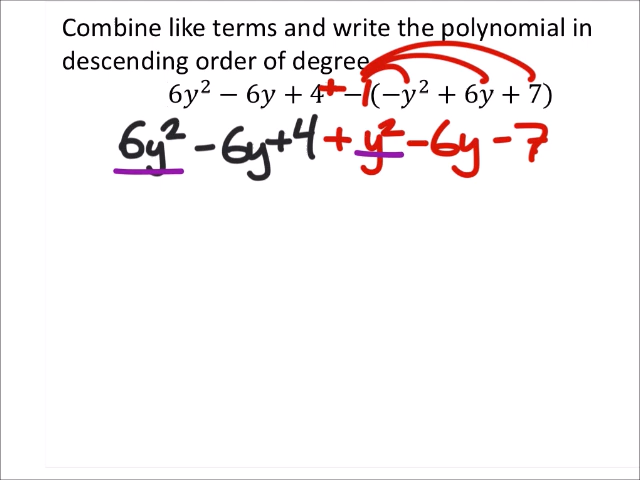 Combine like terms and write the polynomial in
descending order of degree
6y² − 6y + 4 + −1(−y² + 6y + 7)
6y² − 6y + 4 + y² − 6y − 7